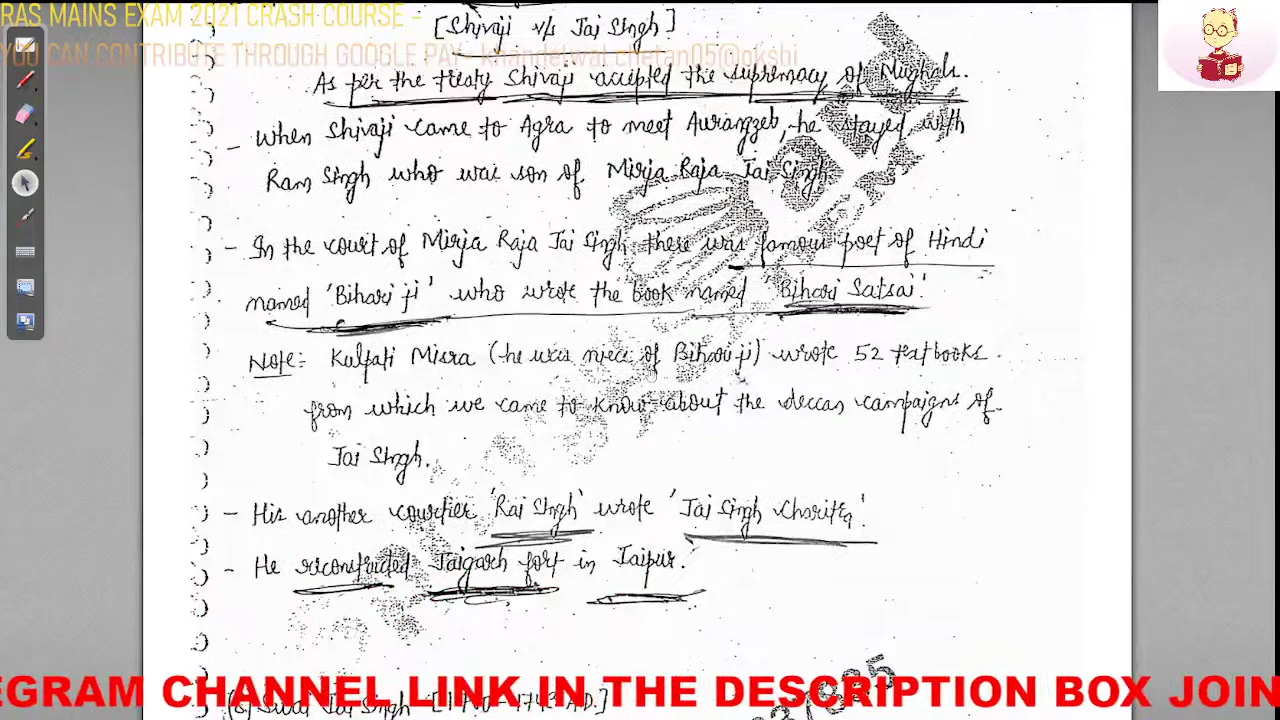 RAS MAINS EXAM 2021 CRASH COURSE -
YOU CAN CONTRIBUTE THROUGH GOOGLE PAY- khandelwal.chetan05@oksbi
[Shivaji v/s Jai Singh]
As per the treaty Shivaji accepted the supremacy of Mughals.
- When Shivaji came to Agra to meet Aurangzeb, he stayed with
Ram Singh who was son of Mirja Raja Jai Singh
- In the court of Mirja Raja Jai Singh there was famous poet of Hindi
named 'Bihari ji' who wrote the book named 'Bihari Satsai'
Note:- Kulpati Misra (he was niece of Bihari ji) wrote 52 textbooks
from which we came to know about the deccan campaigns of
Jai Singh.
- His another courtier 'Rai Singh' wrote 'Jai Singh Charitra'
- He reconstructed Jaigarh fort in Jaipur.
EGRAM CHANNEL LINK IN THE DESCRIPTION BOX JOIN
Jai Singh